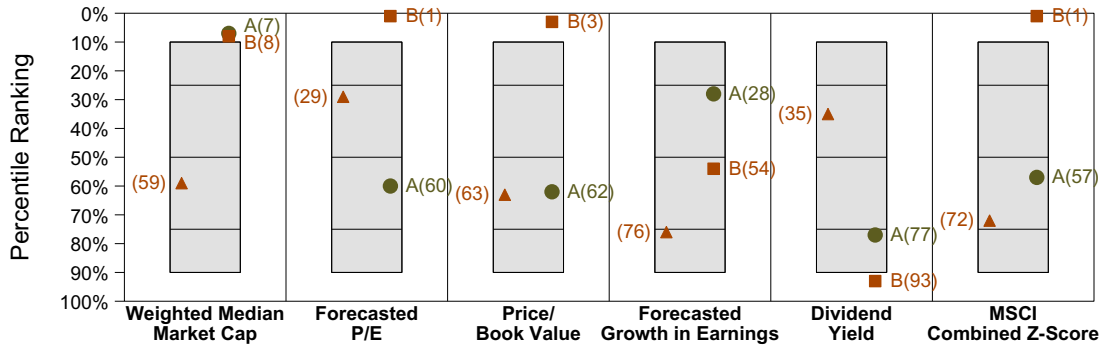 Percentile Ranking
0%
10%
20%
30%
40%
50%
60%
70%
80%
90%
100%
A(7)
B(8)
(59)
B(1)
(29)
A(60)
B(3)
(63)
A(62)
A(28)
B(54)
(76)
(35)
A(77)
B(93)
B(1)
A(57)
(72)
Weighted Median
Market Cap
Forecasted
P/E
Price/
Book Value
Forecasted
Growth in Earnings
Dividend
Yield
MSCI
Combined Z-Score